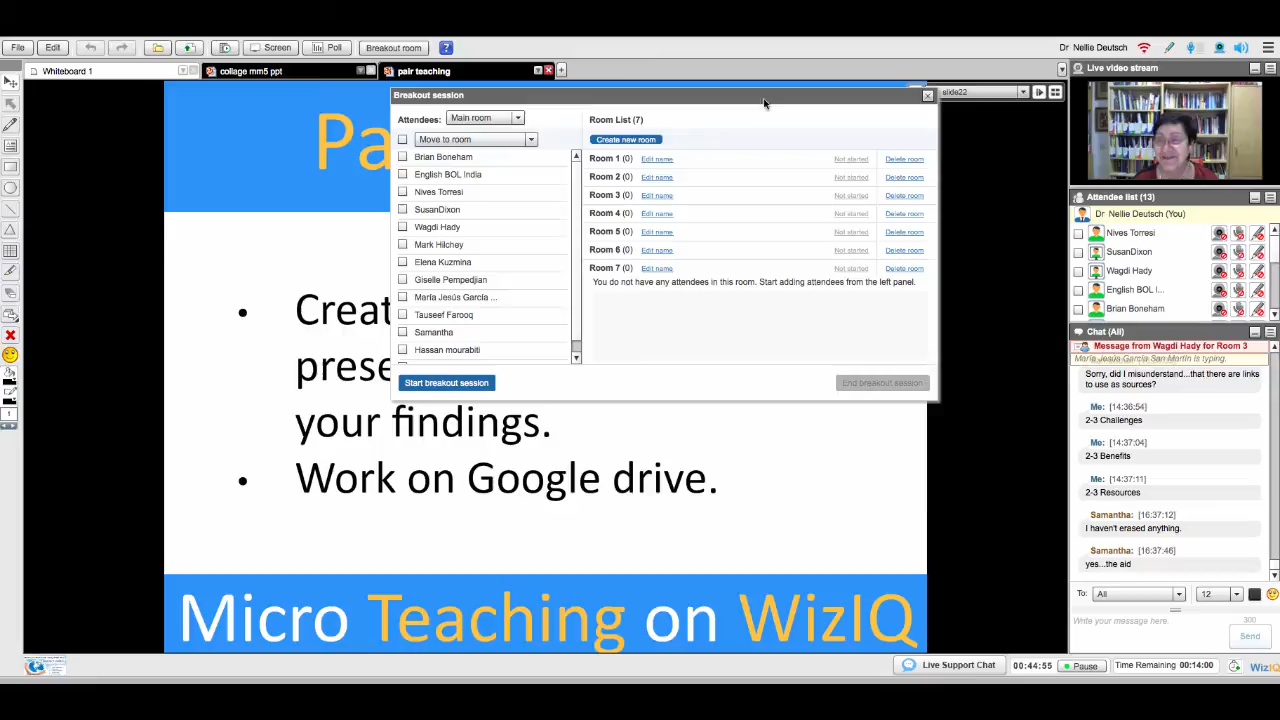 File
Edit
Screen
Poll
Breakout room
?
Dr Nellie Deutsch
Whiteboard 1
collage mm5 ppt
pair teaching
Live video stream
slide22
Pa
Breakout session
Attendees:
Main room
Move to room
Brian Boneham
English BOL India
Nives Torresi
SusanDixon
Wagdi Hady
Mark Hilchey
Elena Kuzmina
Giselle Pempedjian
María Jesús García ...
Tauseef Farooq
Samantha
Hassan mourabiti
Start breakout session
Room List (7)
Create new room
Room 1 (0) Edit name Not started Delete room
Room 2 (0) Edit name Not started Delete room
Room 3 (0) Edit name Not started Delete room
Room 4 (0) Edit name Not started Delete room
Room 5 (0) Edit name Not started Delete room
Room 6 (0) Edit name Not started Delete room
Room 7 (0) Edit name Not started Delete room
You do not have any attendees in this room. Start adding attendees from the left panel.
End breakout session
• Creat
prese
your findings.
• Work on Google drive.
Micro Teaching on WizIQ
Attendee list (13)
Dr Nellie Deutsch (You)
Nives Torresi
SusanDixon
Wagdi Hady
English BOL I...
Brian Boneham
Chat (All)
Message from Wagdi Hady for Room 3
María Jesús García San Martín is typing.
Sorry, did I misunderstand...that there are links
to use as sources?
Me: [14:36:54]
2-3 Challenges
Me: [14:37:04]
2-3 Benefits
Me: [14:37:11]
2-3 Resources
Samantha: [16:37:12]
I haven't erased anything.
Samantha: [16:37:46]
yes...the aid
To: All 12
Write your message here.
300
Send
1
Live Support Chat
00:44:55
Pause
Time Remaining 00:14:00
WizIQ